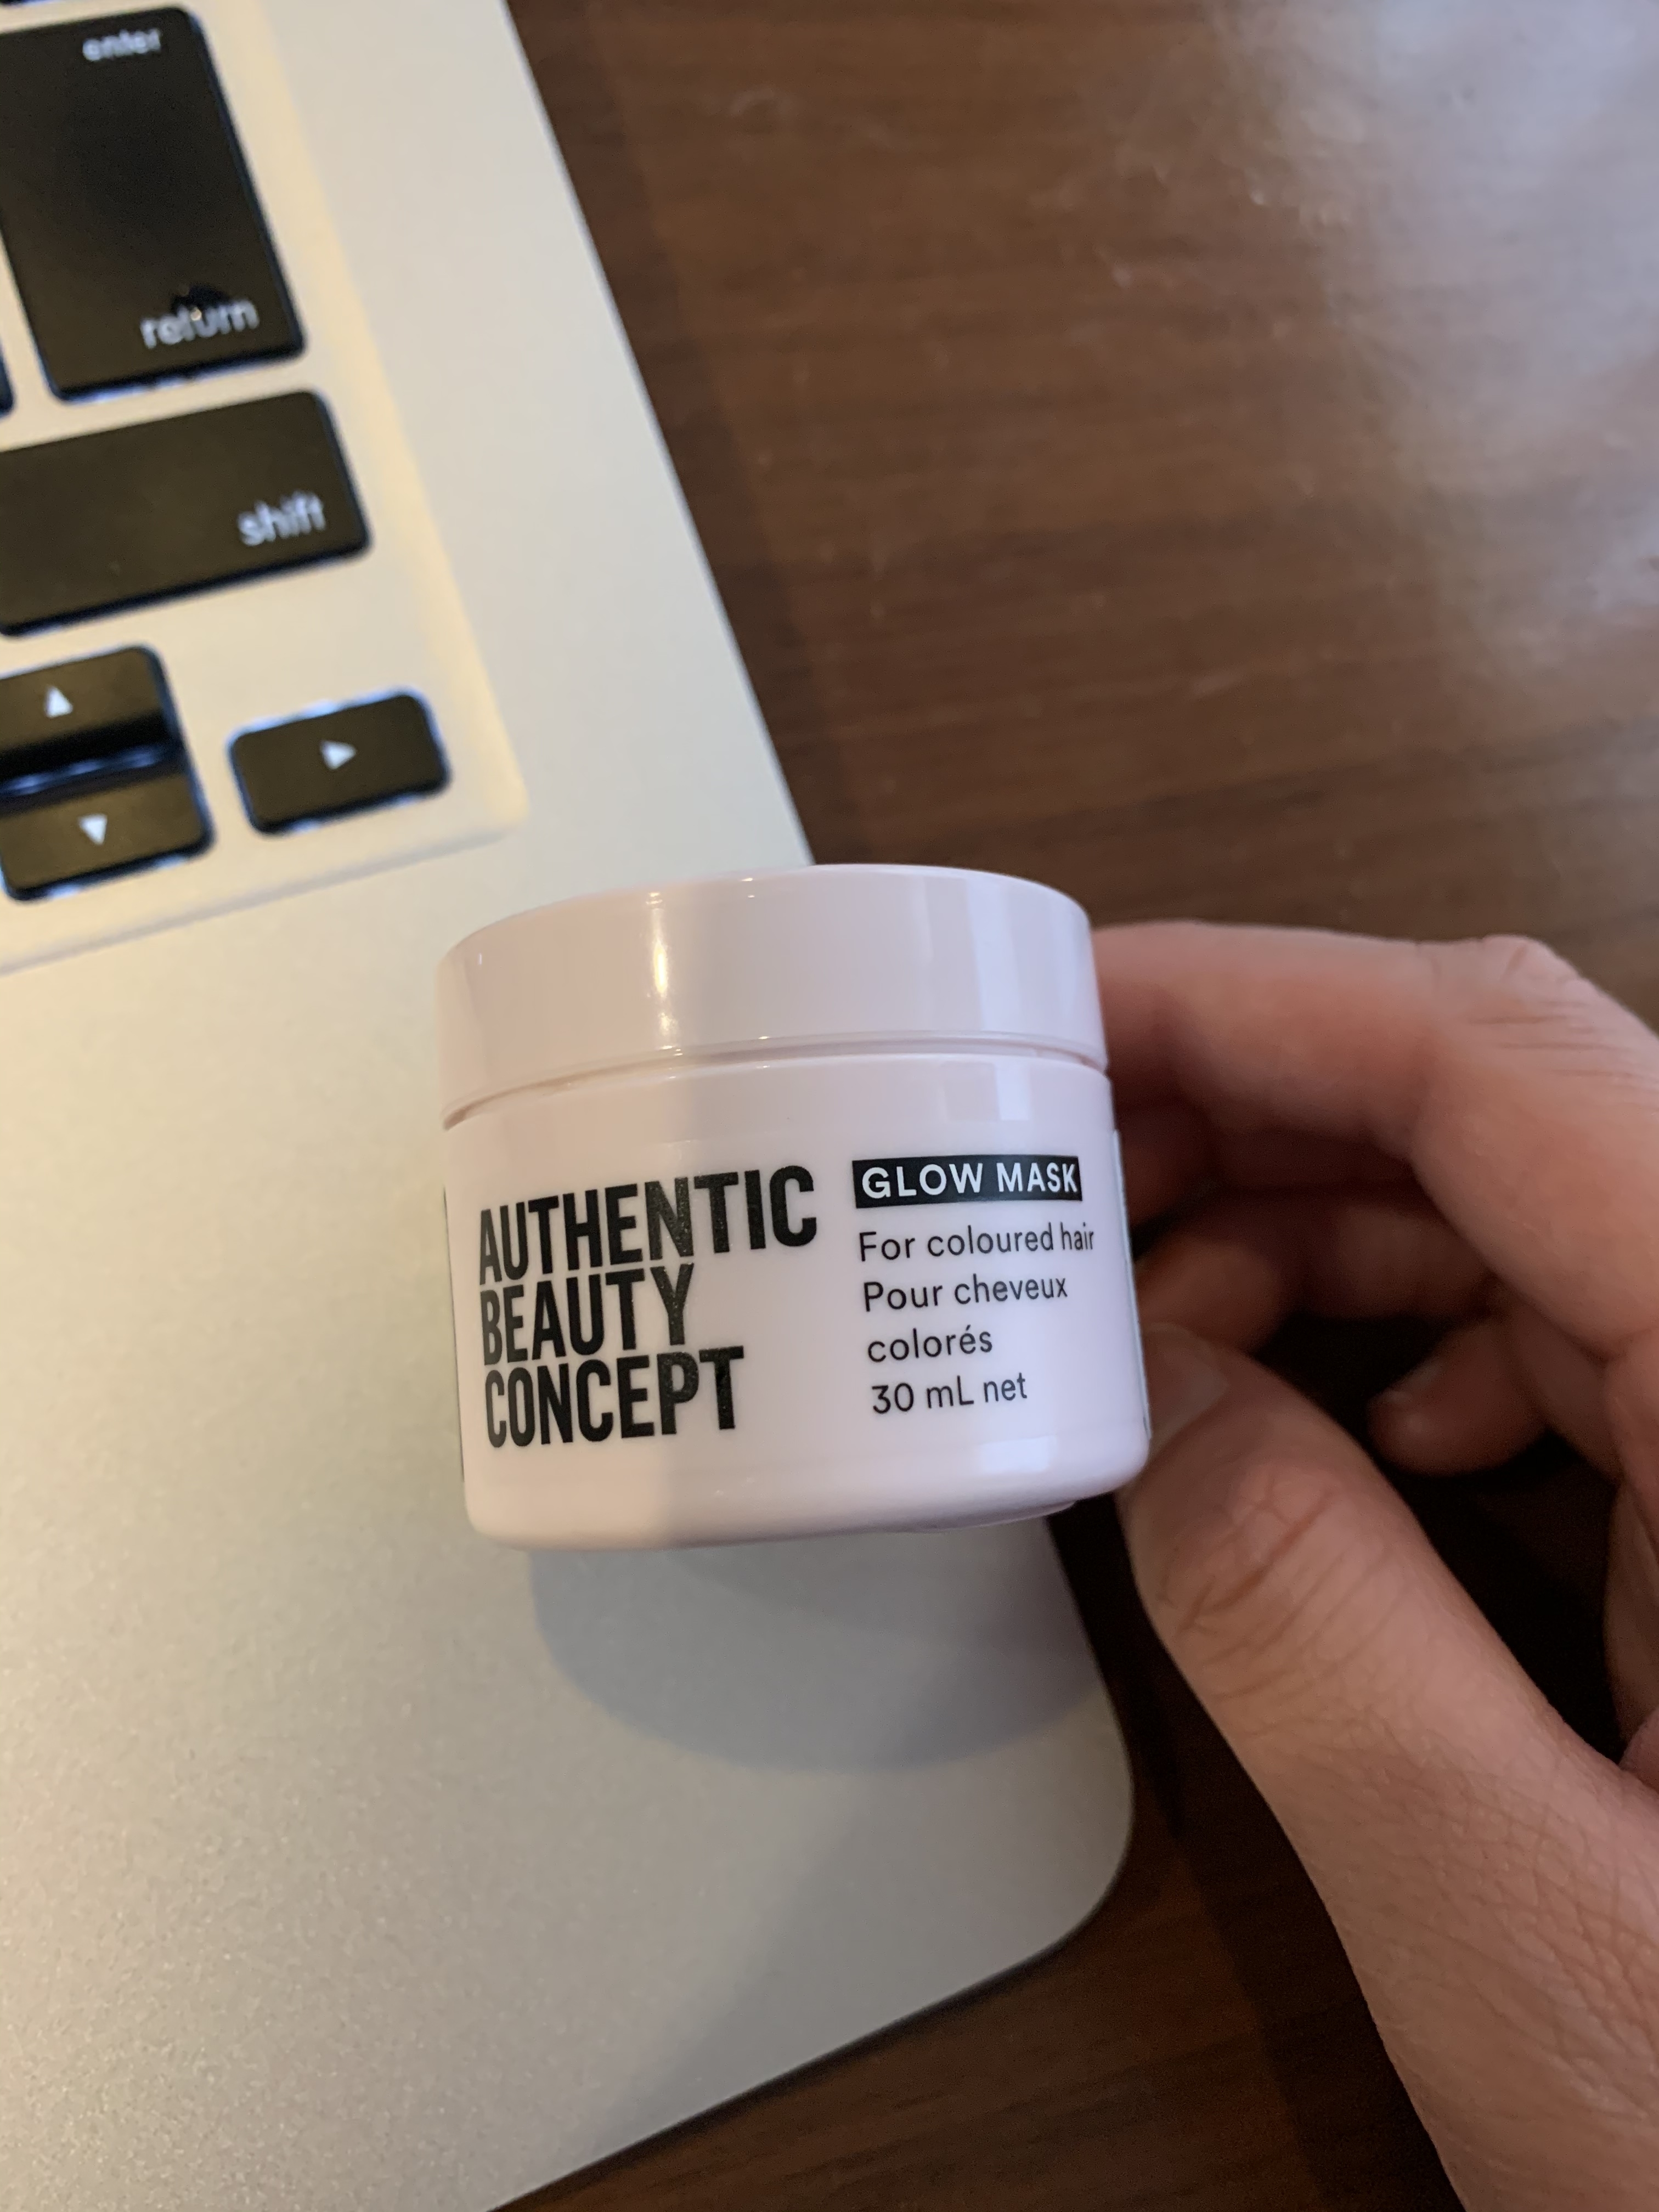 enter
return
shift
AUTHENTIC
BEAUTY
CONCEPT
GLOW MASK
For coloured hair
Pour cheveux
colorés
30 mL net